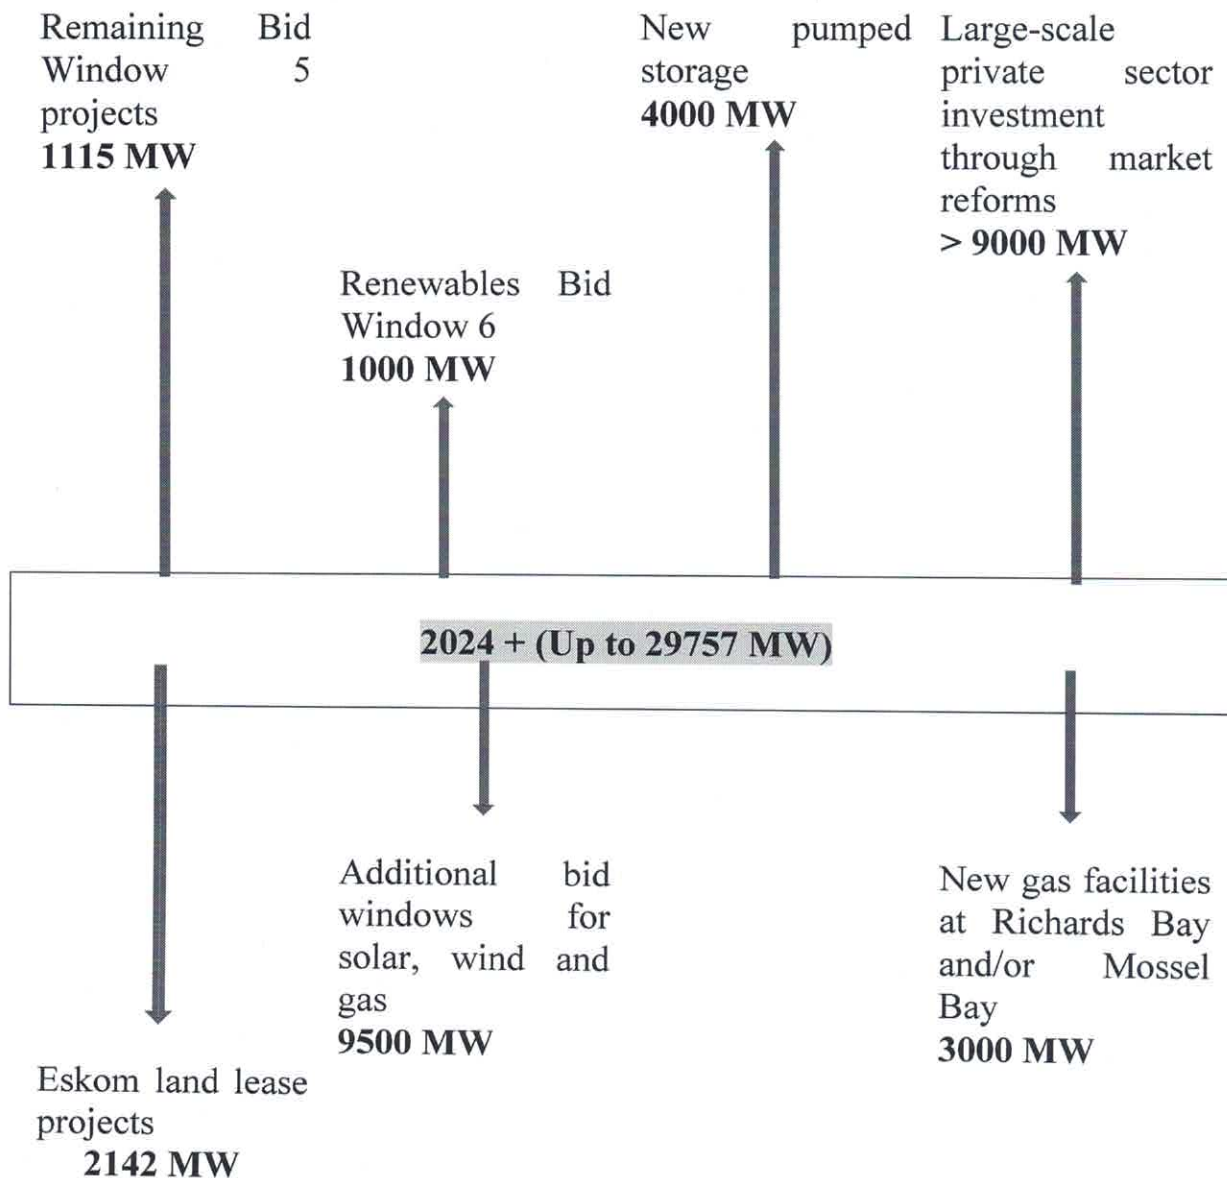 Remaining Bid
Window 5
projects
1115 MW
Renewables Bid
Window 6
1000 MW
New pumped
storage
4000 MW
Large-scale
private sector
investment
through market
reforms
> 9000 MW
2024 + (Up to 29757 MW)
Eskom land lease
projects
2142 MW
Additional bid
windows for
solar, wind and
gas
9500 MW
New gas facilities
at Richards Bay
and/or Mossel
Bay
3000 MW